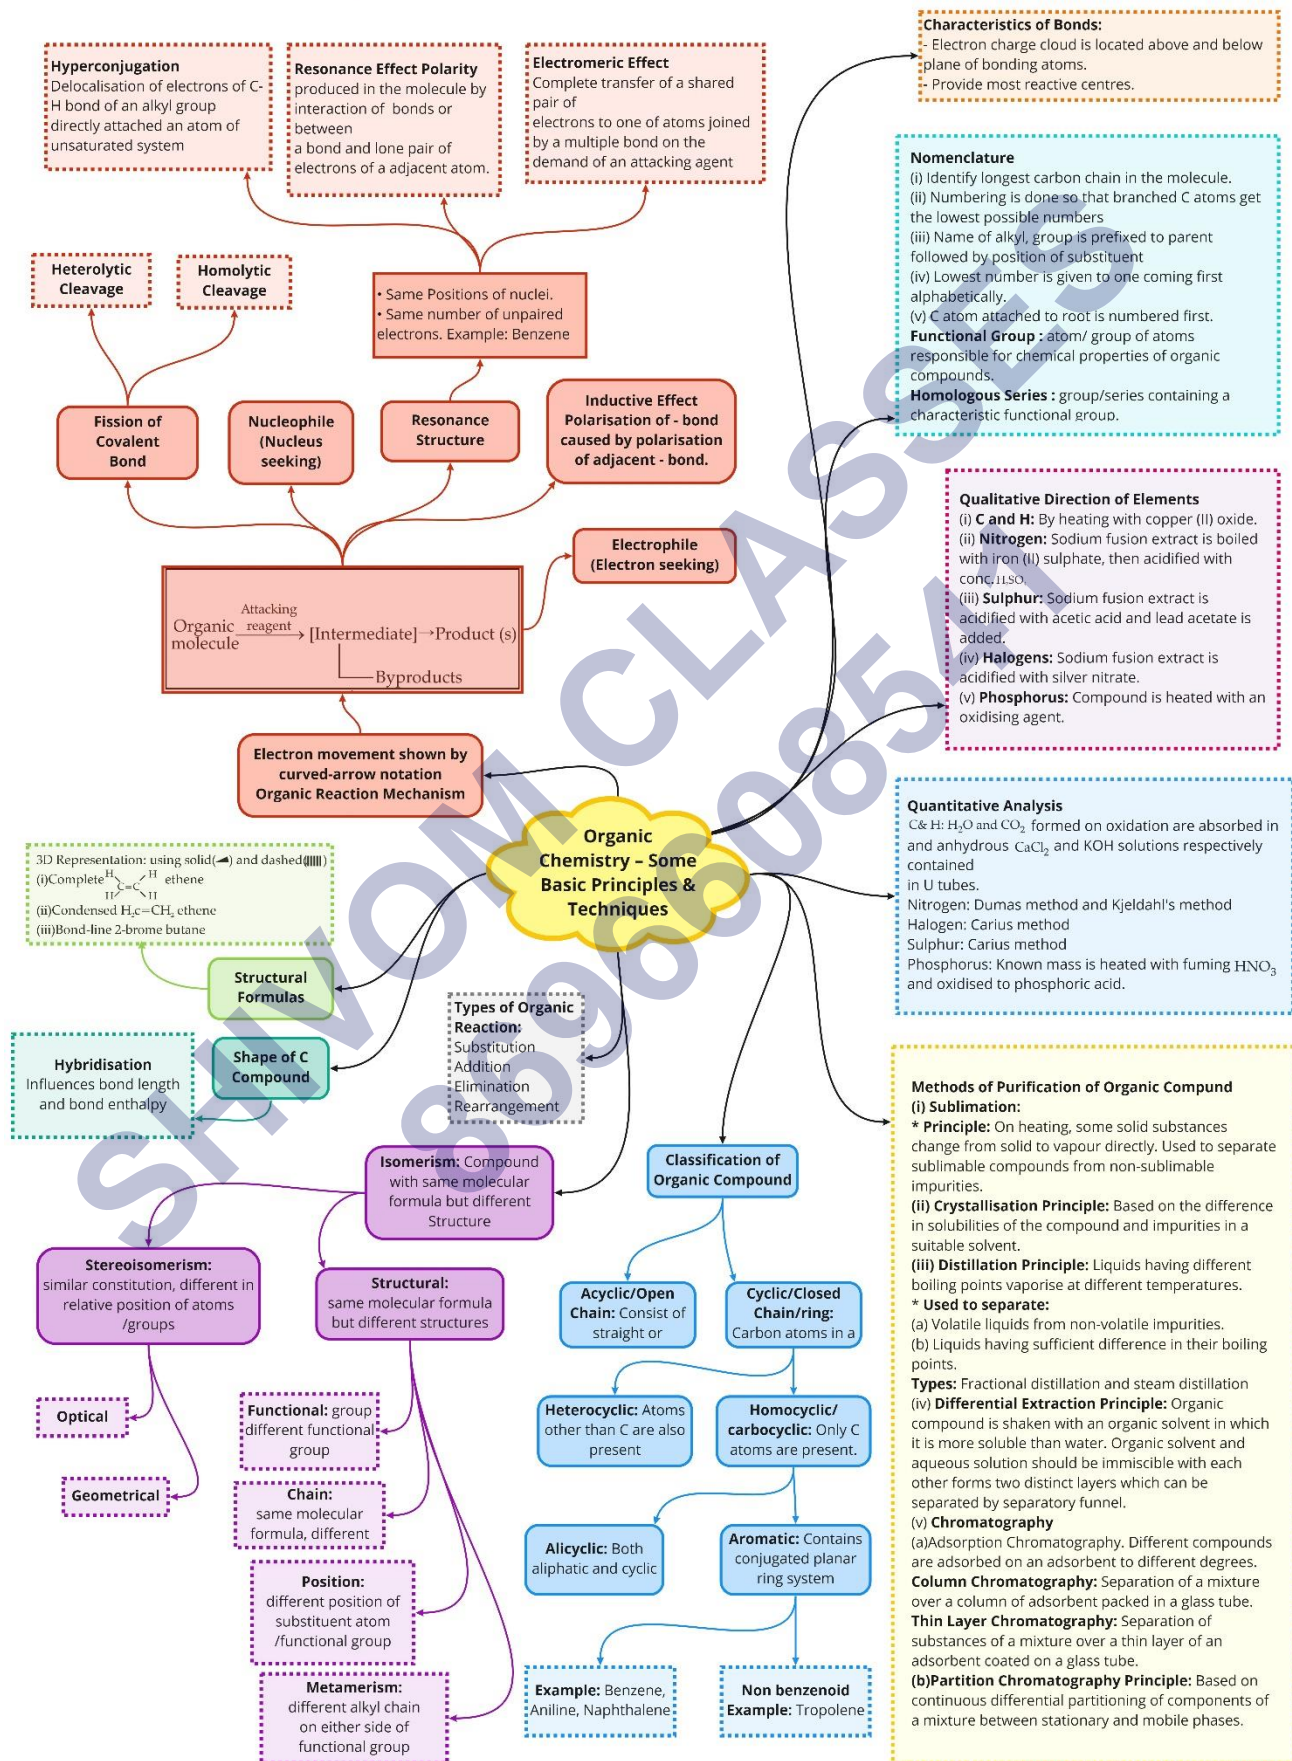 Characteristics of Bonds:
- Electron charge cloud is located above and below
plane of bonding atoms.
- Provide most reactive centres.
Hyperconjugation
Delocalisation of electrons of C-
H bond of an alkyl group
directly attached an atom of
unsaturated system
Resonance Effect Polarity
produced in the molecule by
interaction of bonds or
between
a bond and lone pair of
electrons of a adjacent atom.
Electromeric Effect
Complete transfer of a shared
pair of
electrons to one of atoms joined
by a multiple bond on the
demand of an attacking agent
Nomenclature
(i) Identify longest carbon chain in the molecule.
(ii) Numbering is done so that branched C atoms get
the lowest possible numbers
(iii) Name of alkyl, group is prefixed to parent
followed by position of substituent
(iv) Lowest number is given to one coming first
alphabetically.
(v) C atom attached to root is numbered first.
Functional Group : atom/ group of atoms
responsible for chemical properties of organic
compounds.
Homologous Series : group/series containing a
characteristic functional group.
Heterolytic
Cleavage
Homolytic
Cleavage
• Same Positions of nuclei.
• Same number of unpaired
electrons. Example: Benzene
Fission of
Covalent
Bond
Nucleophile
(Nucleus
seeking)
Resonance
Structure
Inductive Effect
Polarisation of - bond
caused by polarisation
of adjacent - bond.
Qualitative Direction of Elements
(i) C and H: By heating with copper (II) oxide.
(ii) Nitrogen: Sodium fusion extract is boiled
with iron (II) sulphate, then acidified with
conc.H₂SO₄
(iii) Sulphur: Sodium fusion extract is
acidified with acetic acid and lead acetate is
added.
(iv) Halogens: Sodium fusion extract is
acidified with silver nitrate.
(v) Phosphorus: Compound is heated with an
oxidising agent.
Electrophile
(Electron seeking)
Organic
molecule
Attacking
reagent
[Intermediate]→Product (s)
Byproducts
Electron movement shown by
curved-arrow notation
Organic Reaction Mechanism
Organic
Chemistry – Some
Basic Principles &
Techniques
Quantitative Analysis
C& H: H₂O and CO₂ formed on oxidation are absorbed in
and anhydrous CaCl₂ and KOH solutions respectively
contained
in U tubes.
Nitrogen: Dumas method and Kjeldahl's method
Halogen: Carius method
Sulphur: Carius method
Phosphorus: Known mass is heated with fuming HNO₃
and oxidised to phosphoric acid.
3D Representation: using solid( ) and dashed( )
(i)Complete H H C=C H H ethene
(ii)Condensed H₂c=CH₂ ethene
(iii)Bond-line 2-brome butane
Structural
Formulas
Hybridisation
Influences bond length
and bond enthalpy
Shape of C
Compound
Types of Organic
Reaction:
Substitution
Addition
Elimination
Rearrangement
Isomerism: Compound
with same molecular
formula but different
Structure
Classification of
Organic Compound
Stereoisomerism:
similar constitution, different in
relative position of atoms
/groups
Structural:
same molecular formula
but different structures
Acyclic/Open
Chain: Consist of
straight or
Cyclic/Closed
Chain/ring:
Carbon atoms in a
Optical
Geometrical
Functional: group
different functional
group
Chain:
same molecular
formula, different
Position:
different position of
substituent atom
/functional group
Metamerism:
different alkyl chain
on either side of
functional group
Heterocyclic: Atoms
other than C are also
present
Homocyclic/
carbocyclic: Only C
atoms are present.
Alicyclic: Both
aliphatic and cyclic
Aromatic: Contains
conjugated planar
ring system
Example: Benzene,
Aniline, Naphthalene
Non benzenoid
Example: Tropolene
Methods of Purification of Organic Compund
(i) Sublimation:
* Principle: On heating, some solid substances
change from solid to vapour directly. Used to separate
sublimable compounds from non-sublimable
impurities.
(ii) Crystallisation Principle: Based on the difference
in solubilities of the compound and impurities in a
suitable solvent.
(iii) Distillation Principle: Liquids having different
boiling points vaporise at different temperatures.
* Used to separate:
(a) Volatile liquids from non-volatile impurities.
(b) Liquids having sufficient difference in their boiling
points.
Types: Fractional distillation and steam distillation
(iv) Differential Extraction Principle: Organic
compound is shaken with an organic solvent in which
it is more soluble than water. Organic solvent and
aqueous solution should be immiscible with each
other forms two distinct layers which can be
separated by separatory funnel.
(v) Chromatography
(a)Adsorption Chromatography. Different compounds
are adsorbed on an adsorbent to different degrees.
Column Chromatography: Separation of a mixture
over a column of adsorbent packed in a glass tube.
Thin Layer Chromatography: Separation of
substances of a mixture over a thin layer of an
adsorbent coated on a glass tube.
(b)Partition Chromatography Principle: Based on
continuous differential partitioning of components of
a mixture between stationary and mobile phases.
SHIVOM CLASSES
8696608541